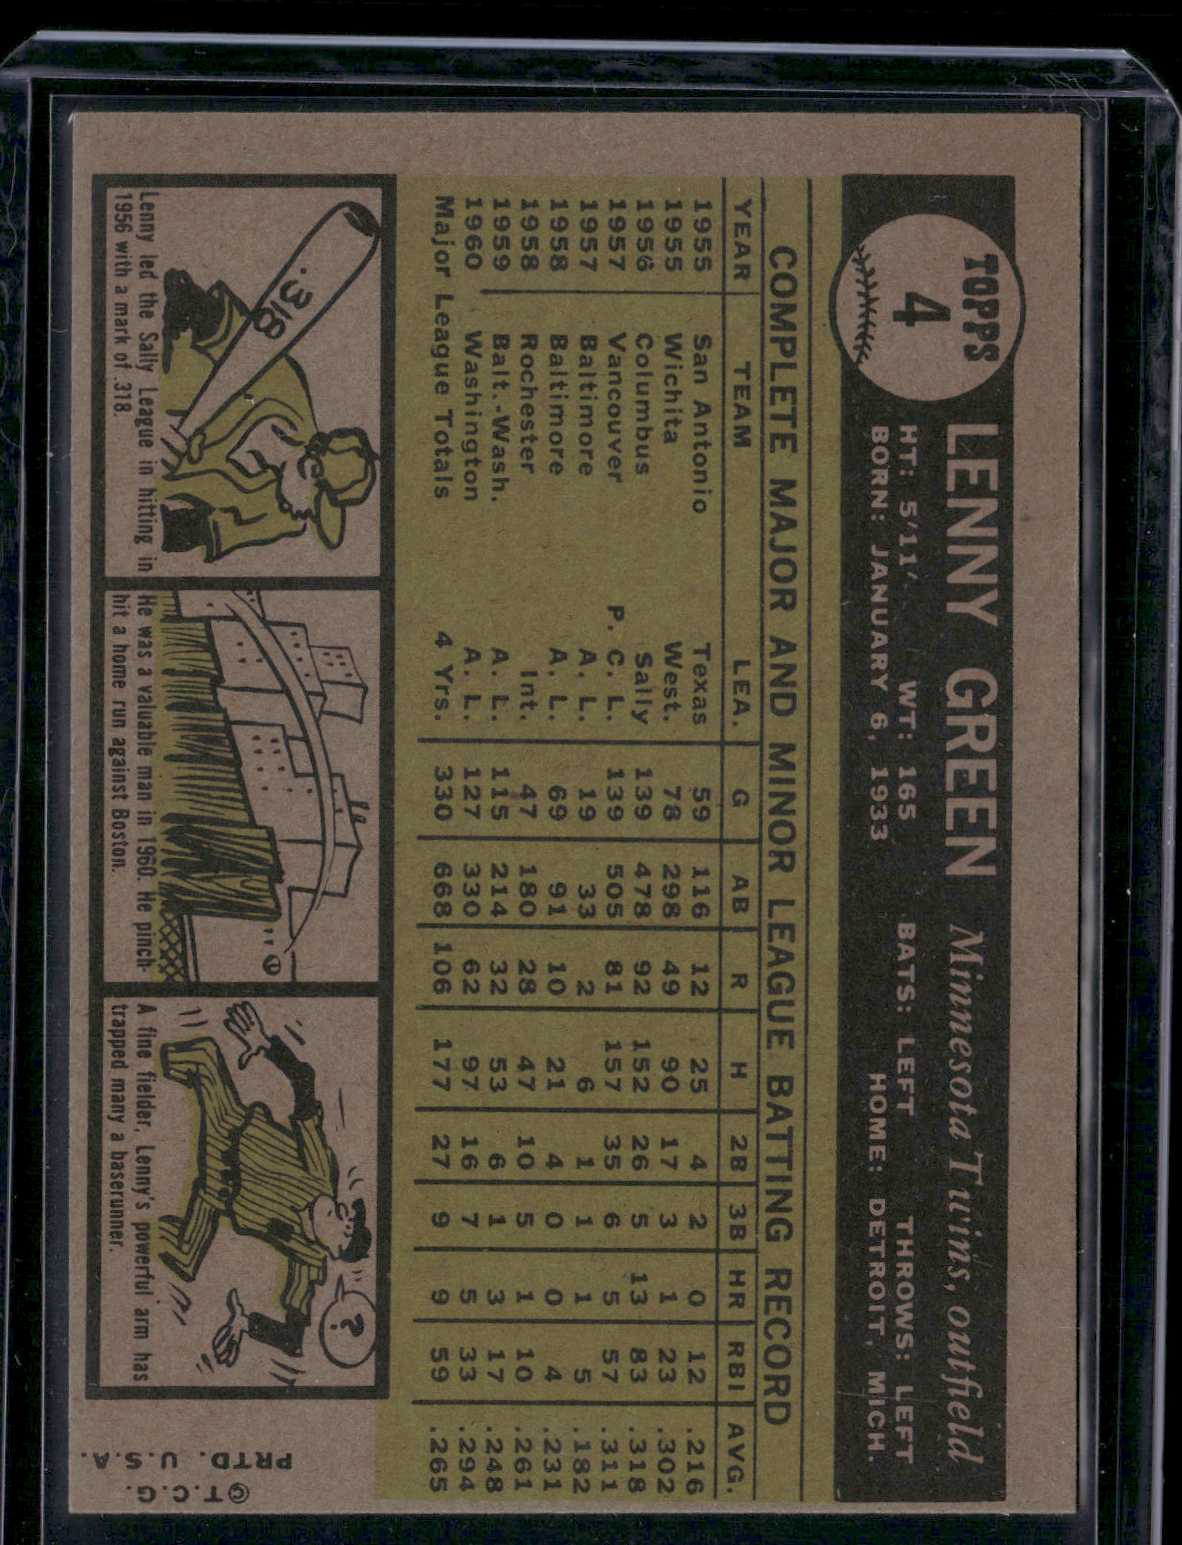 TOPPS
4
LENNY GREEN Minnesota Twins, outfield
HT: 5'11" WT: 165 BATS: LEFT THROWS: LEFT
BORN: JANUARY 6, 1933 HOME: DETROIT, MICH.
COMPLETE MAJOR AND MINOR LEAGUE BATTING RECORD
YEAR TEAM LEA. G AB R H 2B 3B HR RBI AVG.
1955 San Antonio Texas 59 116 12 25 4 2 0 12 .216
1955 Wichita West. 78 298 49 90 17 3 1 23 .302
1956 Columbus Sally 139 478 92 152 26 5 13 83 .318
1957 Vancouver P. C. L. 139 505 81 157 35 6 5 57 .311
1957 Baltimore A. L. 19 33 2 6 1 1 1 5 .182
1958 Baltimore A. L. 69 91 10 21 4 0 0 4 .231
1958 Rochester Int. 47 180 28 47 10 5 1 10 .261
1959 Balt.-Wash. A. L. 115 214 32 53 6 1 3 17 .248
1960 Washington A. L. 127 330 62 97 16 7 5 33 .294
Major League Totals 4 Yrs. 330 668 106 177 27 9 9 59 .265
.318
Lenny led the Sally League in hitting in
1956 with a mark of .318.
He was a valuable man in 1960. He pinch-
hit a home run against Boston.
?
A fine fielder, Lenny's powerful arm has
trapped many a baserunner.
©T.C.G.
PRTD. U.S.A.